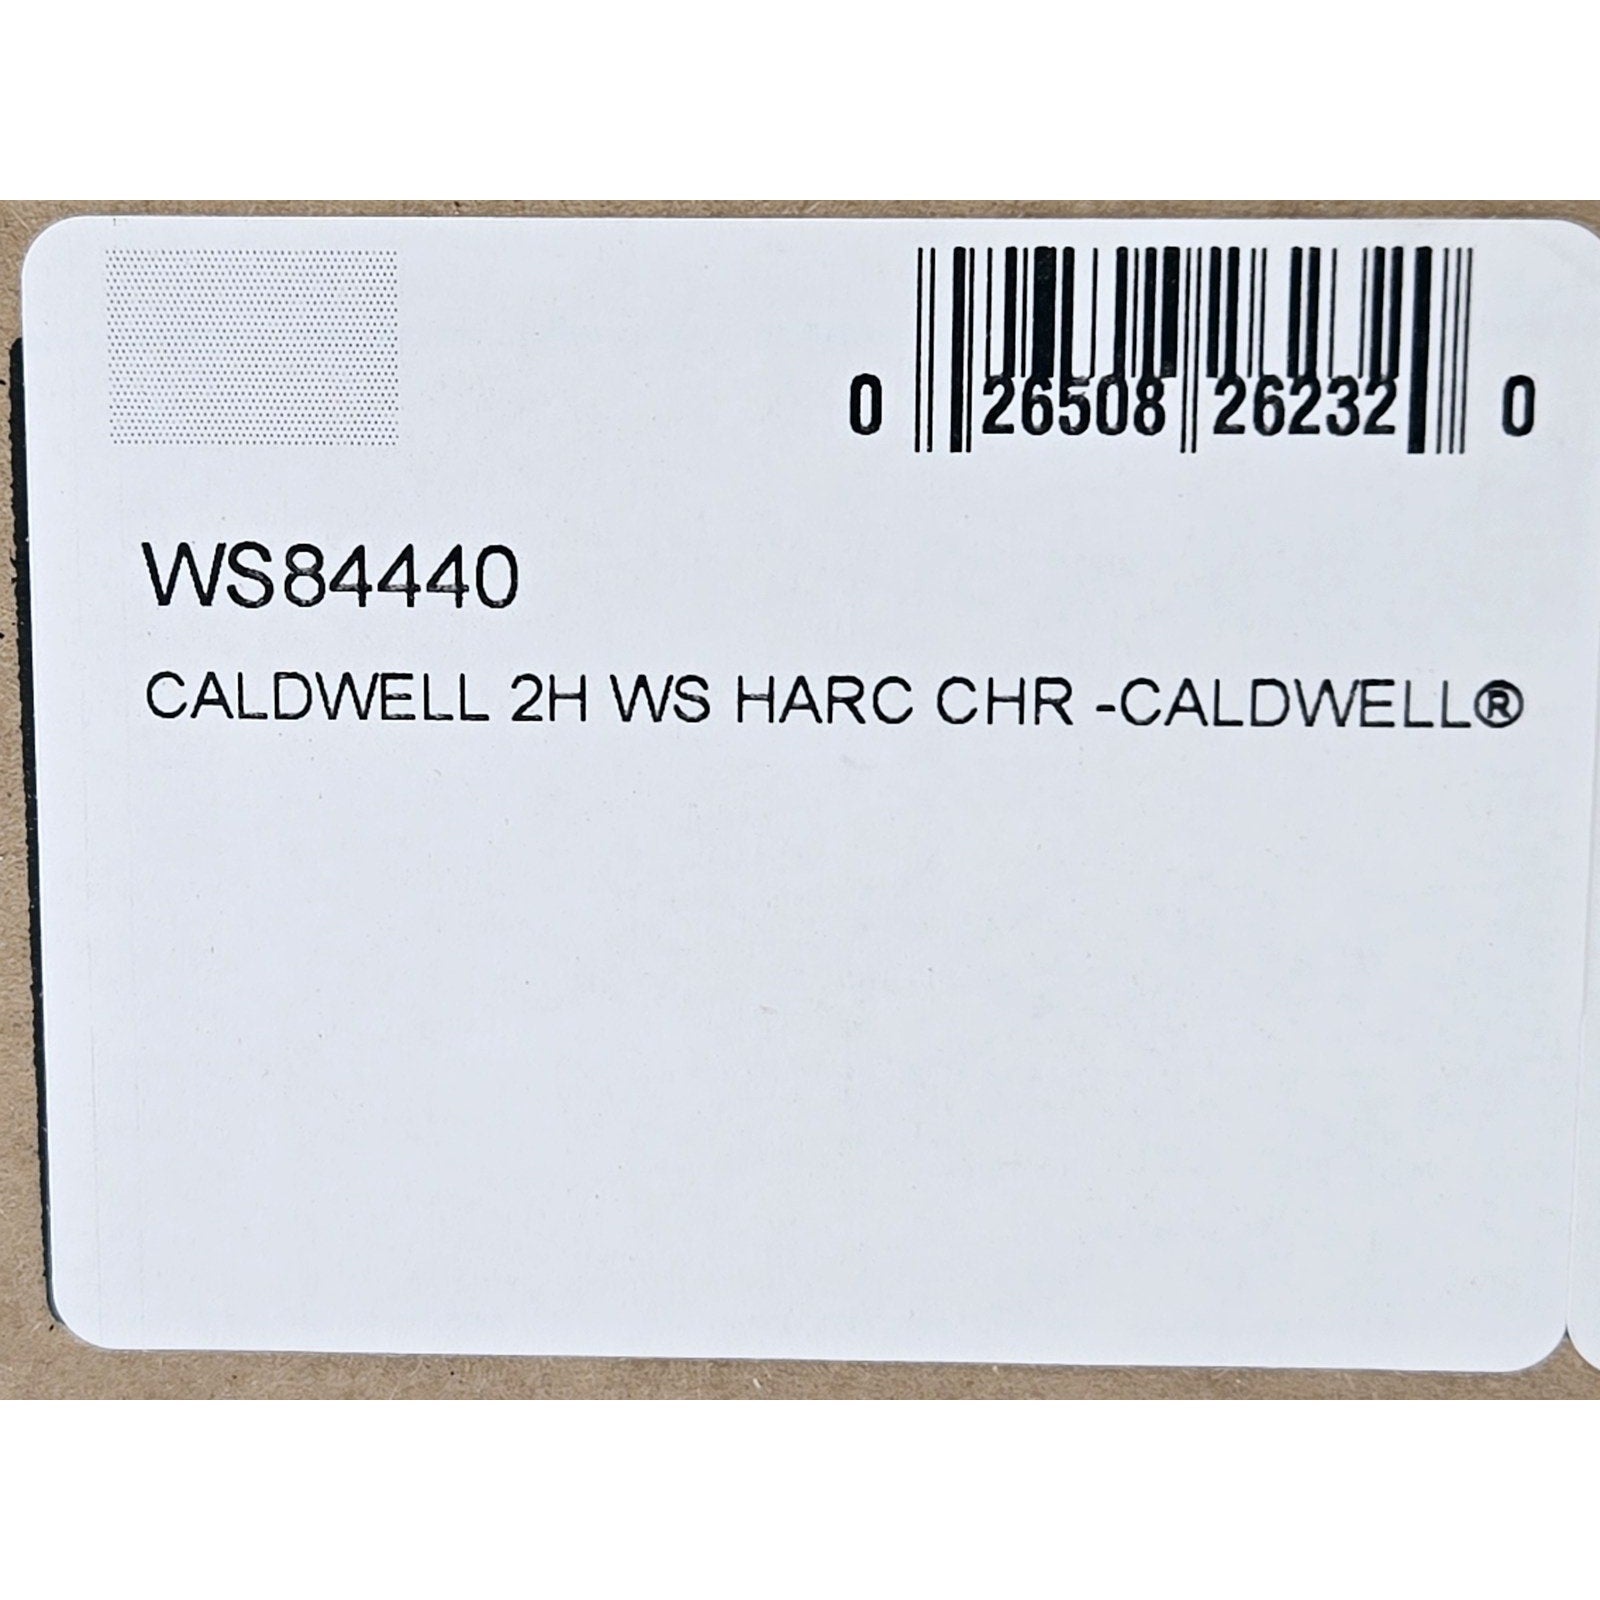 0 26508 26232 0
WS84440
CALDWELL 2H WS HARC CHR -CALDWELL®